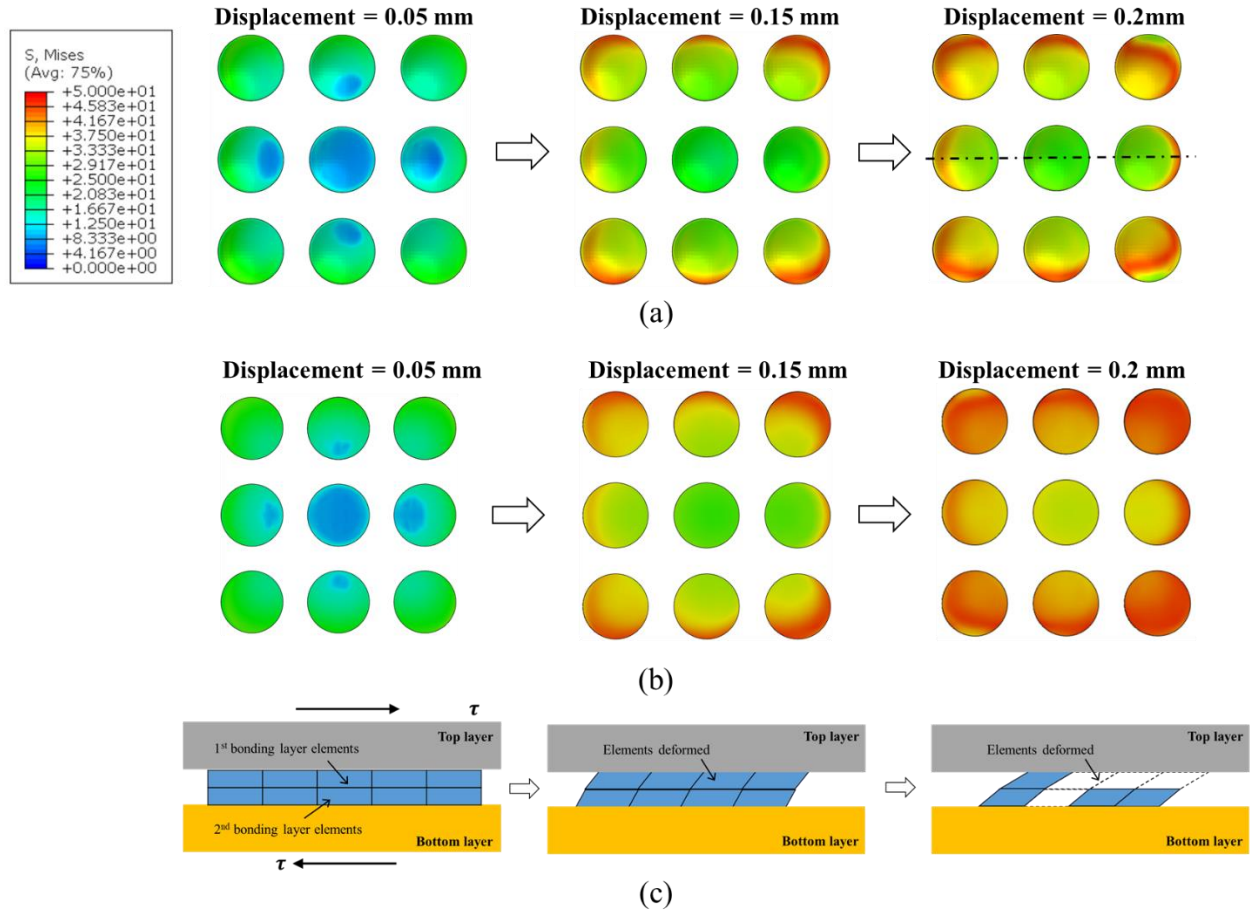 Displacement = 0.05 mm
Displacement = 0.15 mm
Displacement = 0.2mm
S, Mises
(Avg: 75%)
+5.000e+01
+4.583e+01
+4.167e+01
+3.750e+01
+3.333e+01
+2.917e+01
+2.500e+01
+2.083e+01
+1.667e+01
+1.250e+01
+8.333e+00
+4.167e+00
+0.000e+00
(a)
Displacement = 0.05 mm
Displacement = 0.15 mm
Displacement = 0.2 mm
(b)
τ
Top layer
1st bonding layer elements
2nd bonding layer elements
Bottom layer
τ
Top layer
Elements deformed
Bottom layer
Top layer
Elements deformed
Bottom layer
(c)